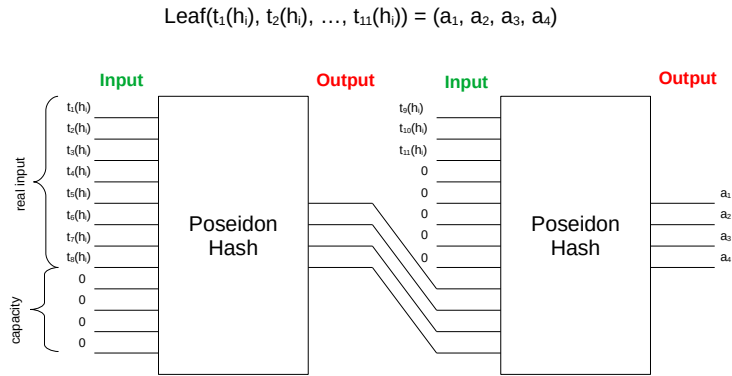 Leaf(t₁(hᵢ), t₂(hᵢ), …, t₁₁(hᵢ)) = (a₁, a₂, a₃, a₄)
Input
Output
Input
Output
real input
capacity
t₁(hᵢ)
t₂(hᵢ)
t₃(hᵢ)
t₄(hᵢ)
t₅(hᵢ)
t₆(hᵢ)
t₇(hᵢ)
t₈(hᵢ)
0
0
0
0
Poseidon
Hash
t₉(hᵢ)
t₁₀(hᵢ)
t₁₁(hᵢ)
0
0
0
0
0
Poseidon
Hash
a₁
a₂
a₃
a₄